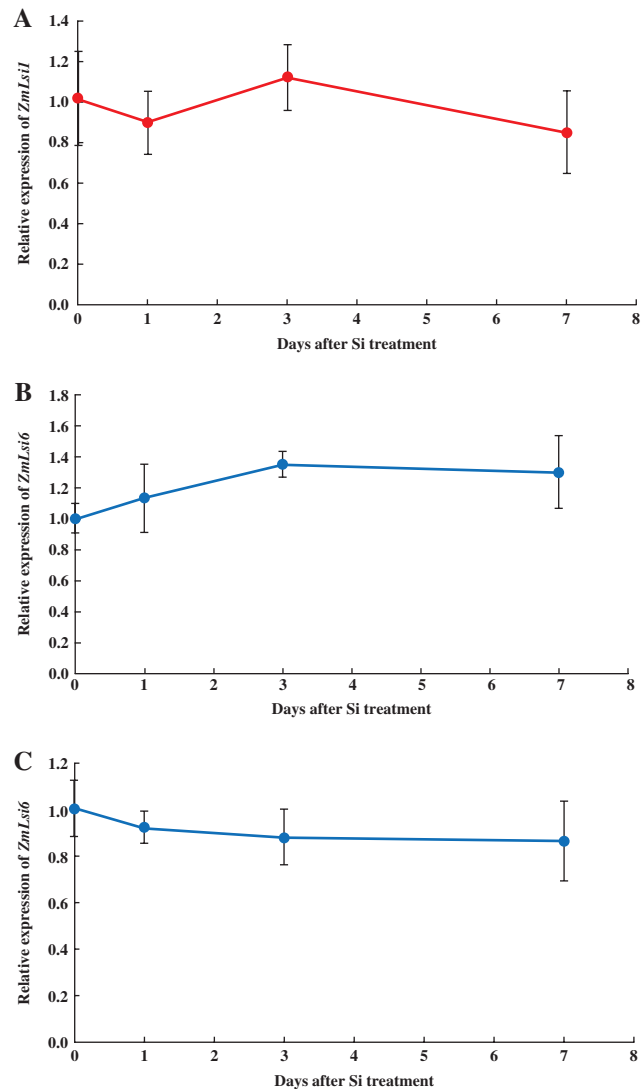 A
Relative expression of ZmLsi1
1.4
1.2
1.0
0.8
0.6
0.4
0.2
0.0
0 1 2 3 4 5 6 7 8
Days after Si treatment
B
Relative expression of ZmLsi6
1.8
1.6
1.4
1.2
1.0
0.8
0.6
0.4
0.2
0.0
0 1 2 3 4 5 6 7 8
Days after Si treatment
C
Relative expression of ZmLsi6
1.2
1.0
0.8
0.6
0.4
0.2
0.0
0 1 2 3 4 5 6 7 8
Days after Si treatment